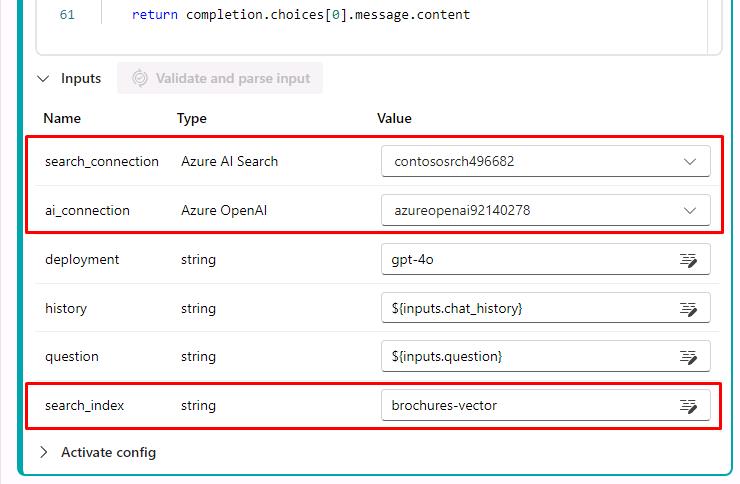 61 return completion.choices[0].message.content
Inputs Validate and parse input
Name Type Value
search_connection Azure AI Search contososrch496682
ai_connection Azure OpenAI azureopenai92140278
deployment string gpt-4o
history string ${inputs.chat_history}
question string ${inputs.question}
search_index string brochures-vector
Activate config